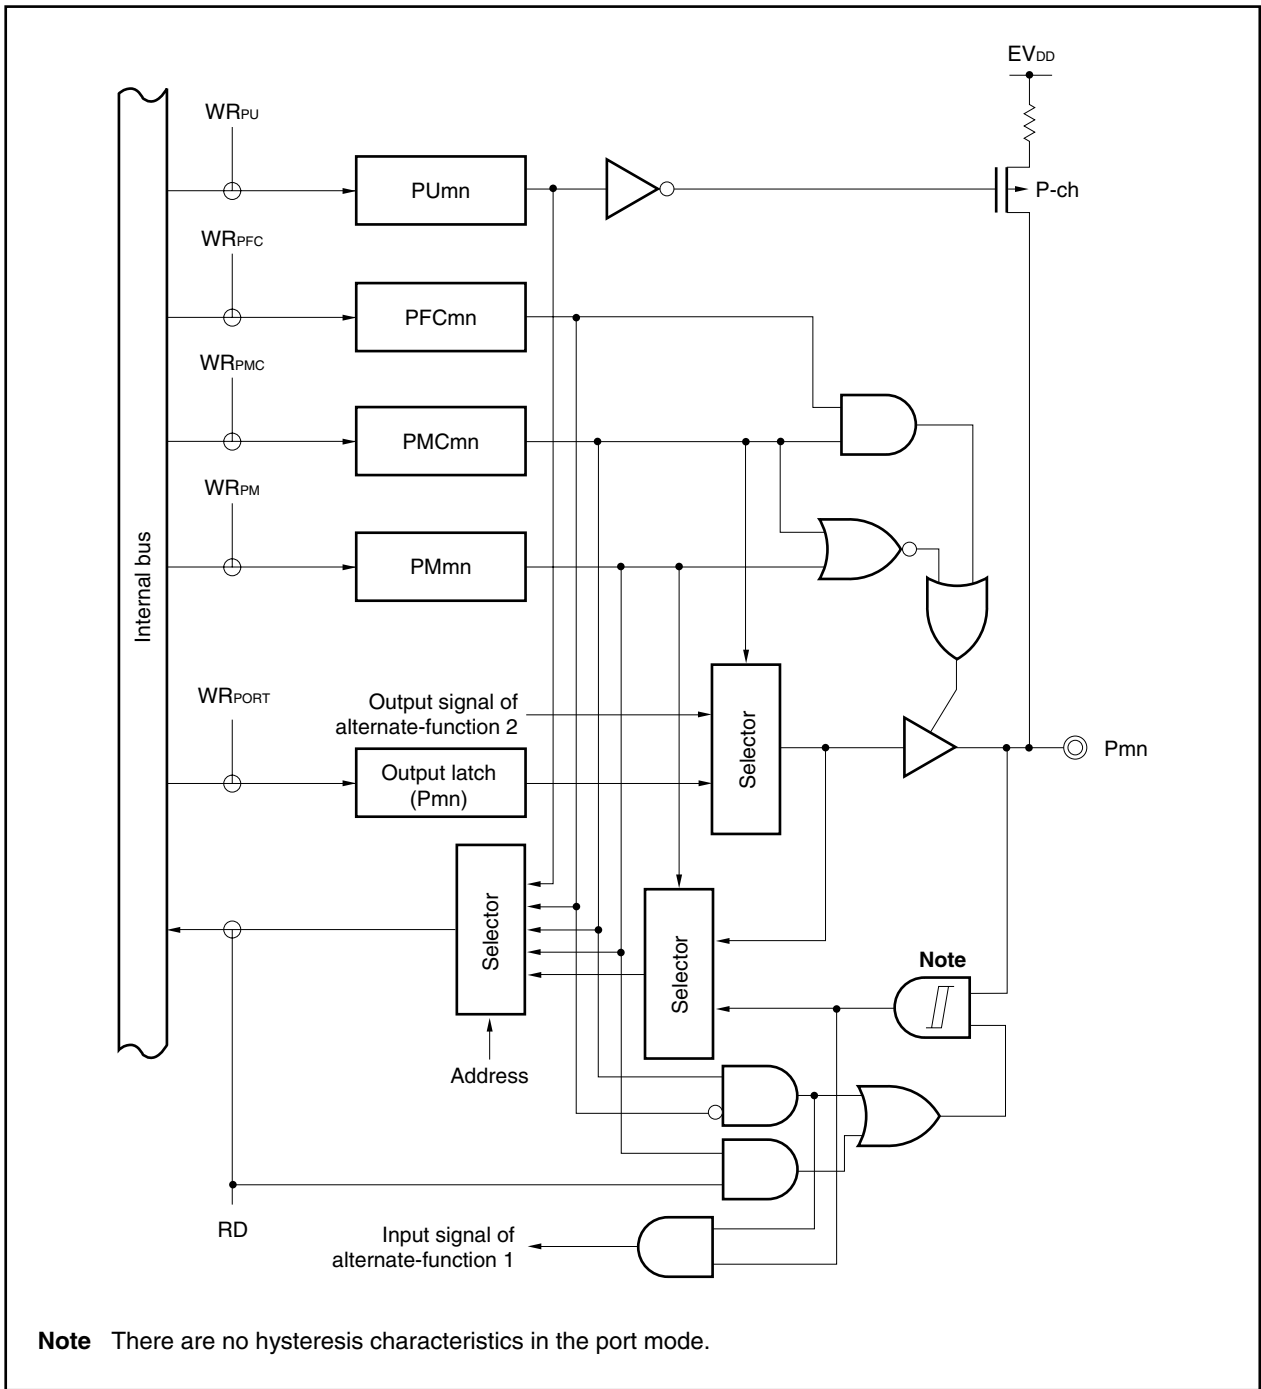 EVDD
WRPU
PUmn
P-ch
WRPFC
PFCmn
WRPMC
PMCmn
WRPM
PMmn
Internal bus
WRPORT
Output signal of
alternate-function 2
Output latch
(Pmn)
Selector
Pmn
Selector
Selector
Note
Address
RD
Input signal of
alternate-function 1
Note There are no hysteresis characteristics in the port mode.